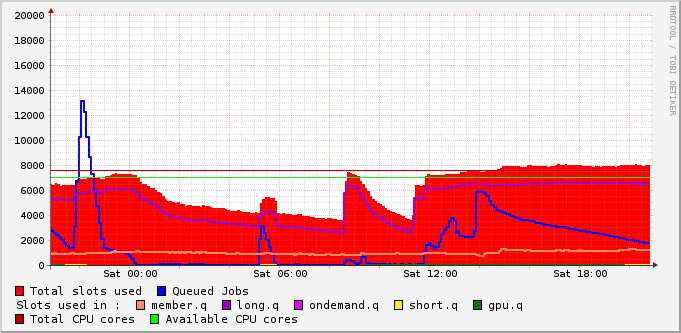 20000
18000
16000
14000
12000
10000
8000
6000
4000
2000
0
Sat 00:00 Sat 06:00 Sat 12:00 Sat 18:00
Total slots used Queued Jobs
Slots used in : member.q long.q ondemand.q short.q gpu.q
Total CPU cores Available CPU cores
RRDTOOL / TOBI OETIKER